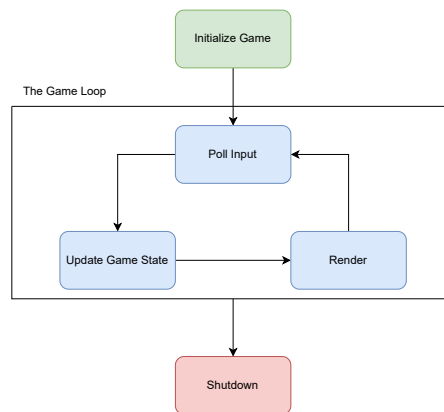 Initialize Game
The Game Loop
Poll Input
Update Game State
Render
Shutdown